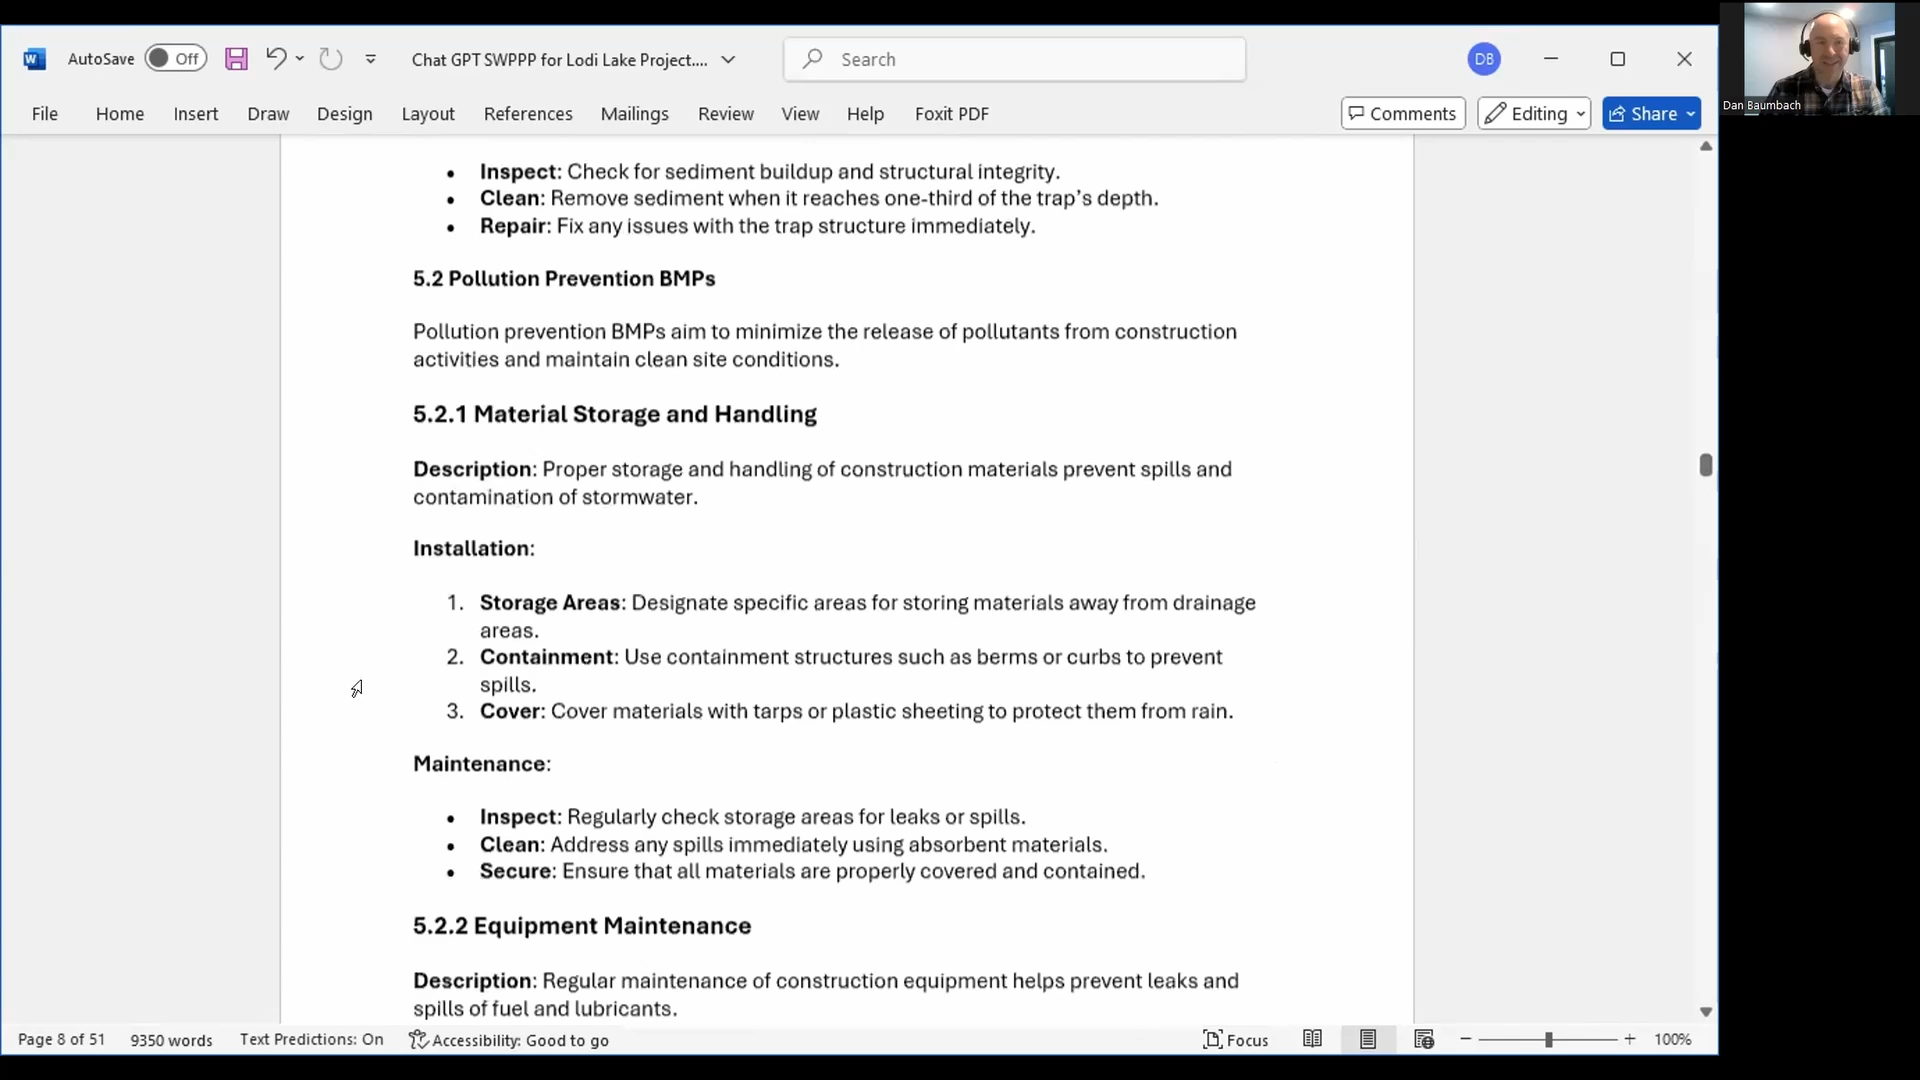 AutoSave Off Chat GPT SWPPP for Lodi Lake Project.... Search DB
Dan Baumbach
File Home Insert Draw Design Layout References Mailings Review View Help Foxit PDF Comments Editing Share
• Inspect: Check for sediment buildup and structural integrity.
• Clean: Remove sediment when it reaches one-third of the trap’s depth.
• Repair: Fix any issues with the trap structure immediately.
5.2 Pollution Prevention BMPs
Pollution prevention BMPs aim to minimize the release of pollutants from construction
activities and maintain clean site conditions.
5.2.1 Material Storage and Handling
Description: Proper storage and handling of construction materials prevent spills and
contamination of stormwater.
Installation:
1. Storage Areas: Designate specific areas for storing materials away from drainage
areas.
2. Containment: Use containment structures such as berms or curbs to prevent
spills.
3. Cover: Cover materials with tarps or plastic sheeting to protect them from rain.
Maintenance:
• Inspect: Regularly check storage areas for leaks or spills.
• Clean: Address any spills immediately using absorbent materials.
• Secure: Ensure that all materials are properly covered and contained.
5.2.2 Equipment Maintenance
Description: Regular maintenance of construction equipment helps prevent leaks and
spills of fuel and lubricants.
Page 8 of 51 9350 words Text Predictions: On Accessibility: Good to go Focus 100%